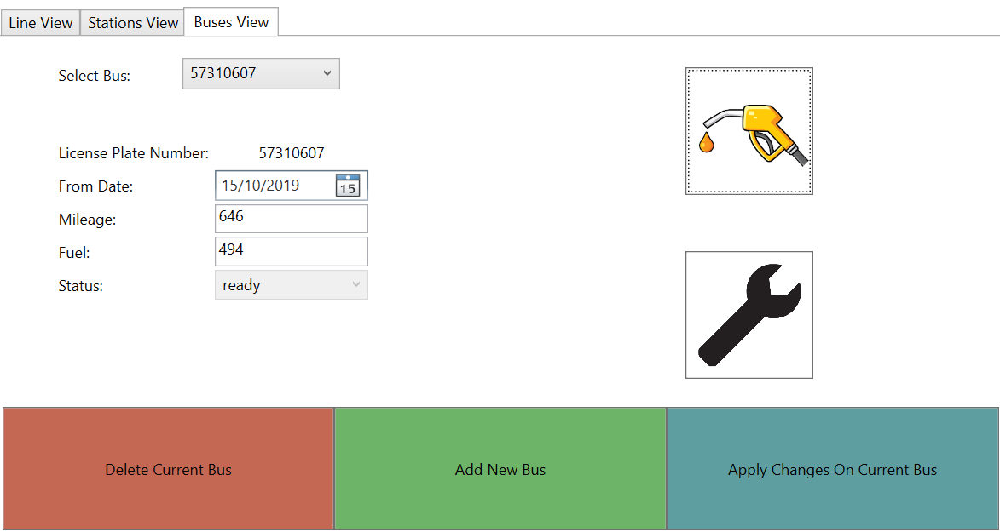 Line View Stations View Buses View
Select Bus: 57310607
License Plate Number: 57310607
From Date: 15/10/2019 15
Mileage: 646
Fuel: 494
Status: ready
Delete Current Bus Add New Bus Apply Changes On Current Bus